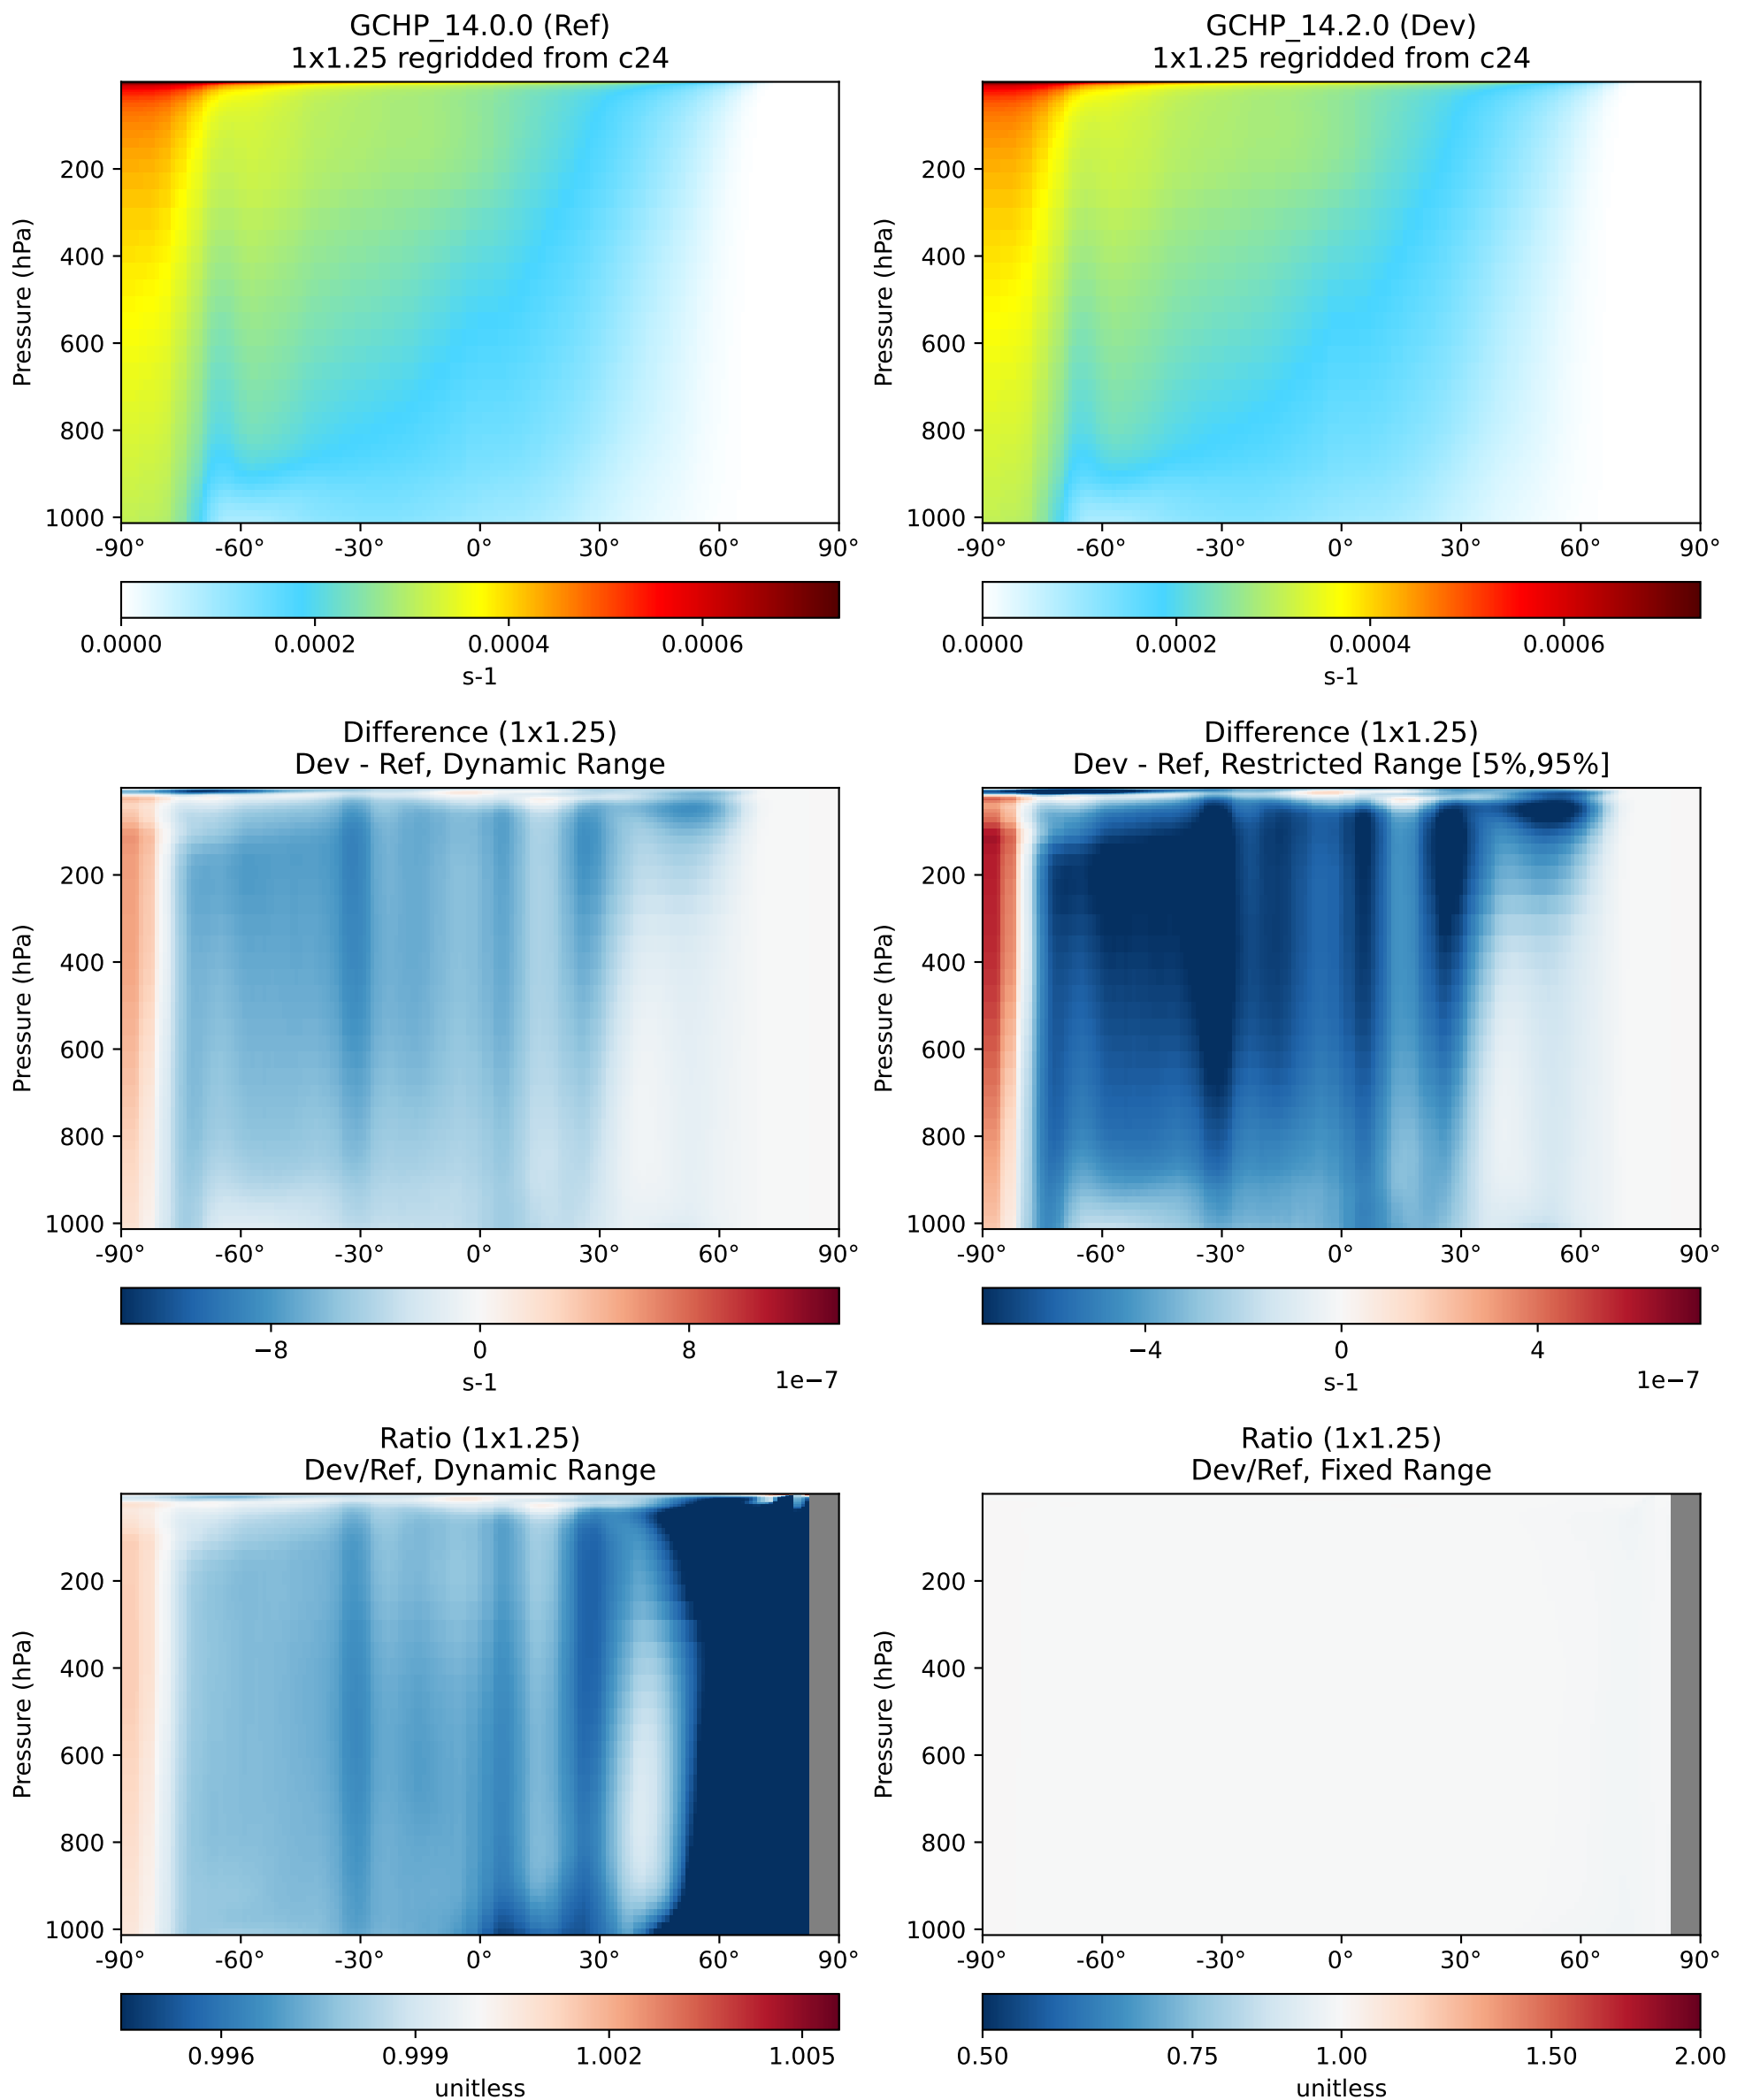 GCHP_14.0.0 (Ref)
1x1.25 regridded from c24
Pressure (hPa)
200
400
600
800
1000
-90° -60° -30° 0° 30° 60° 90°
0.0000 0.0002 0.0004 0.0006
s-1
GCHP_14.2.0 (Dev)
1x1.25 regridded from c24
Pressure (hPa)
200
400
600
800
1000
-90° -60° -30° 0° 30° 60° 90°
0.0000 0.0002 0.0004 0.0006
s-1
Difference (1x1.25)
Dev - Ref, Dynamic Range
Pressure (hPa)
200
400
600
800
1000
-90° -60° -30° 0° 30° 60° 90°
−8 0 8
s-1 1e−7
Difference (1x1.25)
Dev - Ref, Restricted Range [5%,95%]
Pressure (hPa)
200
400
600
800
1000
-90° -60° -30° 0° 30° 60° 90°
−4 0 4
s-1 1e−7
Ratio (1x1.25)
Dev/Ref, Dynamic Range
Pressure (hPa)
200
400
600
800
1000
-90° -60° -30° 0° 30° 60° 90°
0.996 0.999 1.002 1.005
unitless
Ratio (1x1.25)
Dev/Ref, Fixed Range
Pressure (hPa)
200
400
600
800
1000
-90° -60° -30° 0° 30° 60° 90°
0.50 0.75 1.00 1.50 2.00
unitless